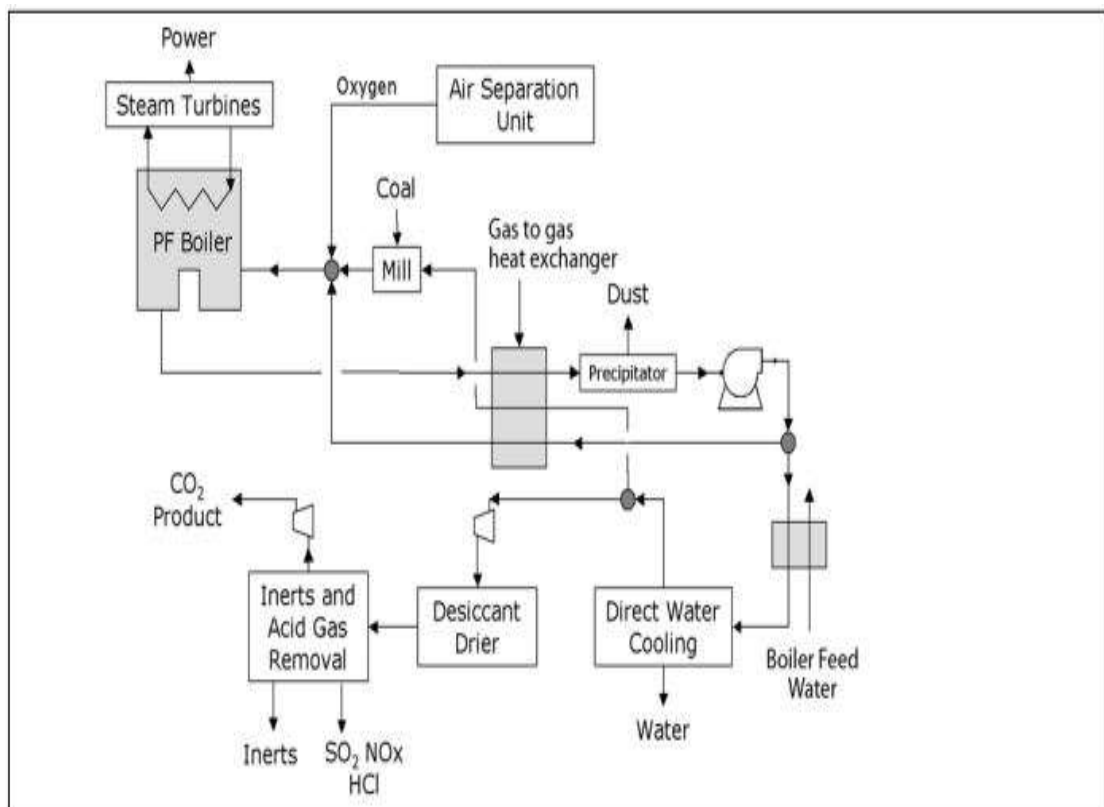 Power
Steam Turbines
Oxygen
Air Separation
Unit
PF Boiler
Coal
Mill
Gas to gas
heat exchanger
Dust
Precipitator
CO₂
Product
Inerts and
Acid Gas
Removal
Desiccant
Drier
Direct Water
Cooling
Boiler Feed
Water
Water
Inerts
SO₂ NOx
HCl